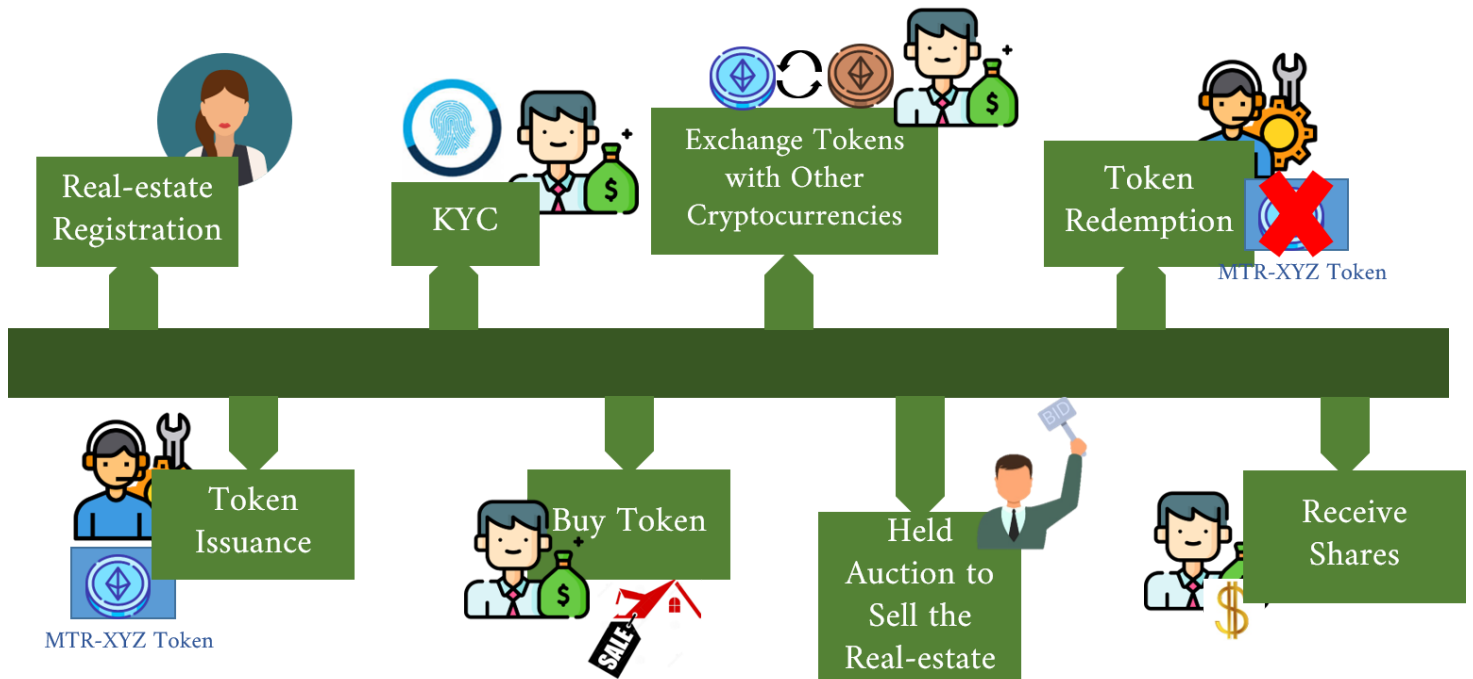 Real-estate
Registration
KYC
Exchange Tokens
with Other
Cryptocurrencies
Token
Redemption
MTR-XYZ Token
Token
Issuance
MTR-XYZ Token
Buy Token
SALE
Held
Auction to
Sell the
Real-estate
BID
Receive
Shares
$
$
$
$
$